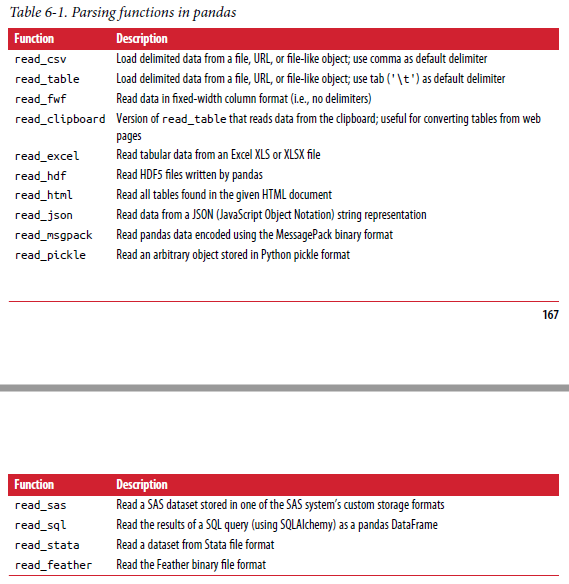 Table 6-1. Parsing functions in pandas
Function Description
read_csv Load delimited data from a file, URL, or file-like object; use comma as default delimiter
read_table Load delimited data from a file, URL, or file-like object; use tab ('\t') as default delimiter
read_fwf Read data in fixed-width column format (i.e., no delimiters)
read_clipboard Version of read_table that reads data from the clipboard; useful for converting tables from web
pages
read_excel Read tabular data from an Excel XLS or XLSX file
read_hdf Read HDF5 files written by pandas
read_html Read all tables found in the given HTML document
read_json Read data from a JSON (JavaScript Object Notation) string representation
read_msgpack Read pandas data encoded using the MessagePack binary format
read_pickle Read an arbitrary object stored in Python pickle format
167
Function Description
read_sas Read a SAS dataset stored in one of the SAS system's custom storage formats
read_sql Read the results of a SQL query (using SQLAlchemy) as a pandas DataFrame
read_stata Read a dataset from Stata file format
read_feather Read the Feather binary file format